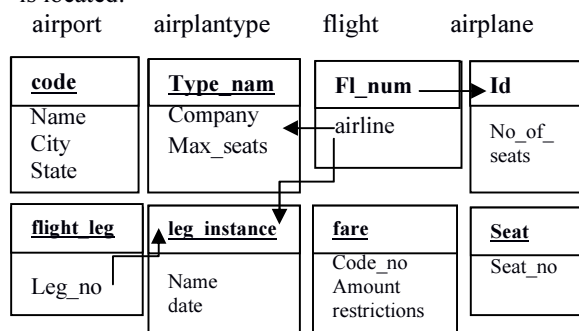 is located.
airport airplantype flight airplane
code
Name
City
State
Type_nam
Company
Max_seats
Fl_num
airline
Id
No_of_
seats
flight_leg
Leg_no
leg_instance
Name
date
fare
Code_no
Amount
restrictions
Seat
Seat_no